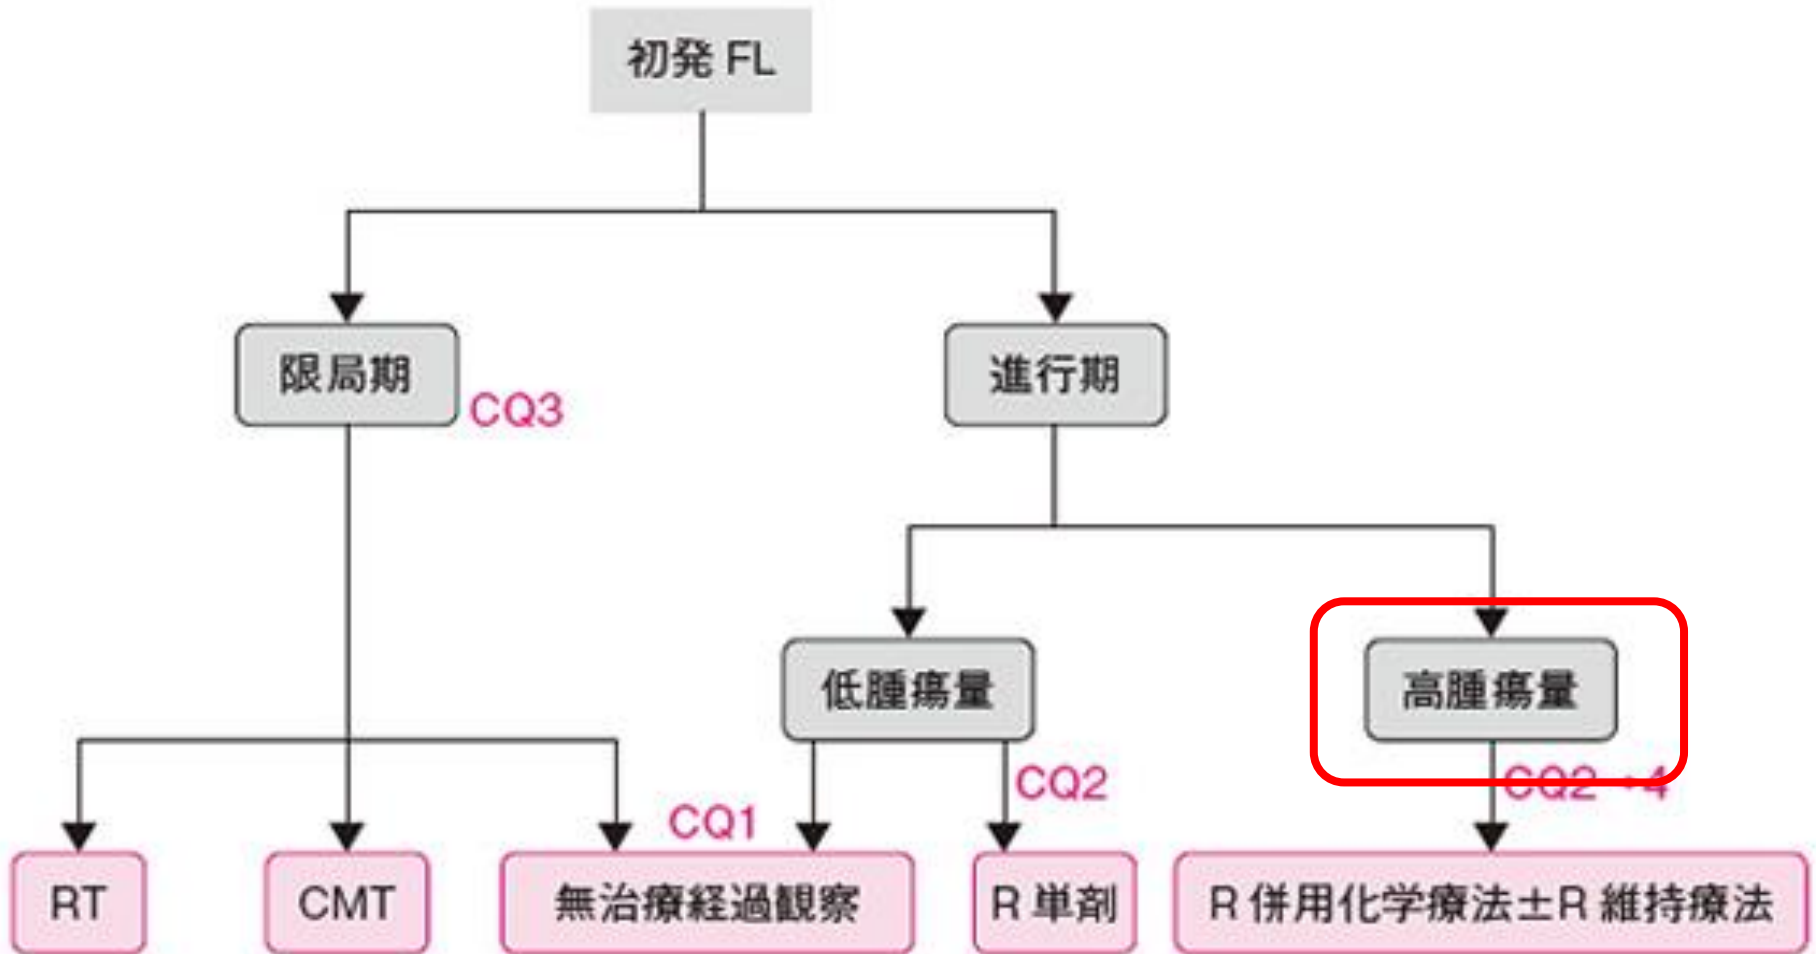 初発 FL
限局期
CQ3
進行期
低腫瘍量
高腫瘍量
CQ1
CQ2
CQ2
4
RT
CMT
無治療経過観察
R 単剤
R 併用化学療法±R 維持療法